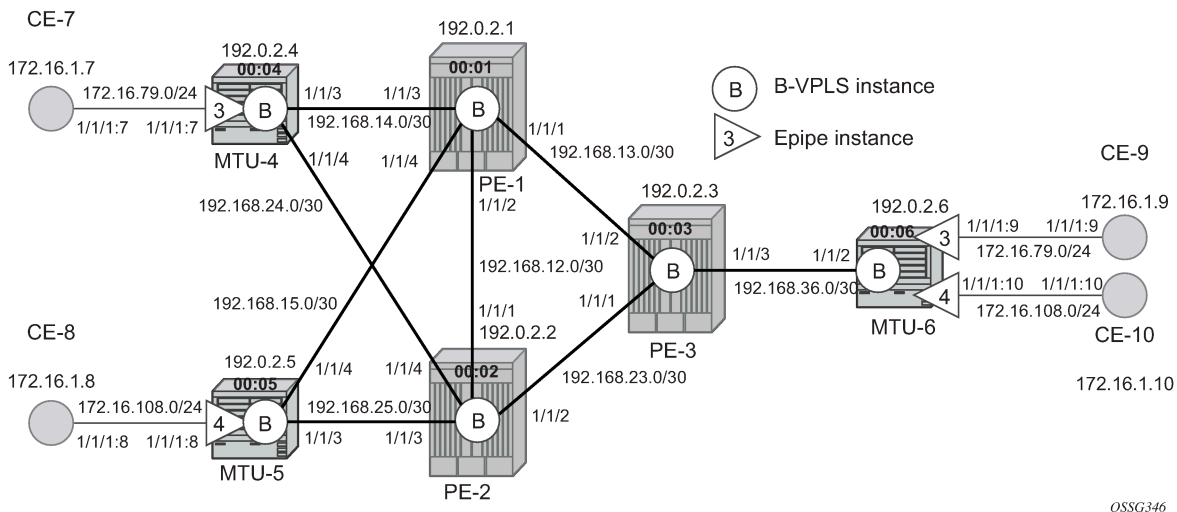 CE-7
172.16.1.7
172.16.79.0/24
1/1/1:7
1/1/1:7
192.0.2.4
00:04
3
B
MTU-4
1/1/3
1/1/3
192.168.14.0/30
1/1/4
1/1/4
192.0.2.1
00:01
B
PE-1
1/1/1
192.168.13.0/30
1/1/2
B
B-VPLS instance
3
Epipe instance
192.168.24.0/30
192.168.12.0/30
192.168.15.0/30
192.0.2.3
00:03
1/1/2
B
1/1/1
PE-3
1/1/3
1/1/2
192.168.36.0/30
192.0.2.6
00:06
B
3
4
MTU-6
CE-9
172.16.1.9
1/1/1:9
1/1/1:9
172.16.79.0/24
1/1/1:10
1/1/1:10
172.16.108.0/24
CE-10
172.16.1.10
CE-8
172.16.1.8
172.16.108.0/24
1/1/1:8
1/1/1:8
192.0.2.5
00:05
4
B
MTU-5
1/1/4
1/1/4
192.168.25.0/30
1/1/3
1/1/3
1/1/1
192.0.2.2
00:02
B
PE-2
1/1/2
192.168.23.0/30
OSSG346